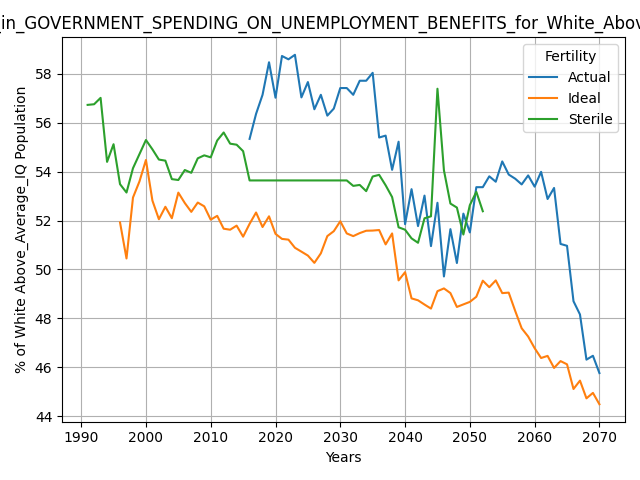 _in_GOVERNMENT_SPENDING_ON_UNEMPLOYMENT_BENEFITS_for_White_Abov
Fertility
Actual
Ideal
Sterile
% of White Above_Average_IQ Population
58
56
54
52
50
48
46
44
1990
2000
2010
2020
2030
2040
2050
2060
2070
Years